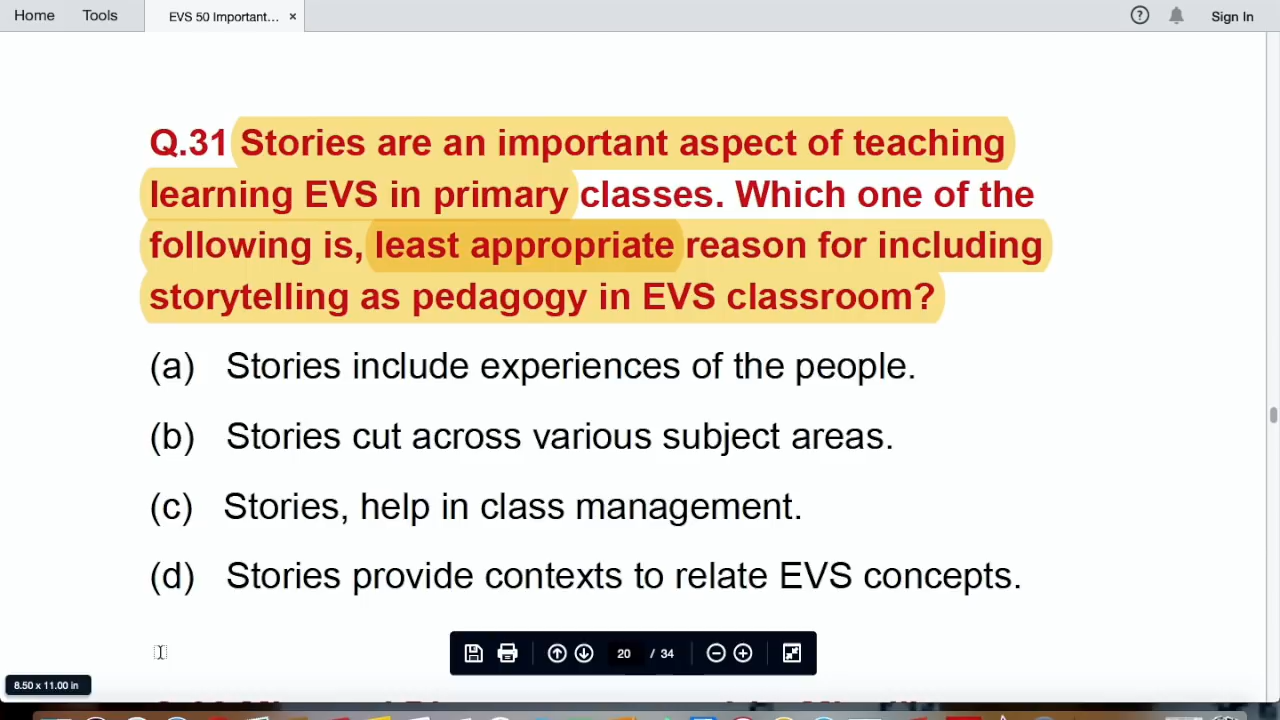 Home Tools EVS 50 Important... × Sign In
Q.31 Stories are an important aspect of teaching
learning EVS in primary classes. Which one of the
following is, least appropriate reason for including
storytelling as pedagogy in EVS classroom?
(a) Stories include experiences of the people.
(b) Stories cut across various subject areas.
(c) Stories, help in class management.
(d) Stories provide contexts to relate EVS concepts.
20 / 34
8.50 x 11.00 in